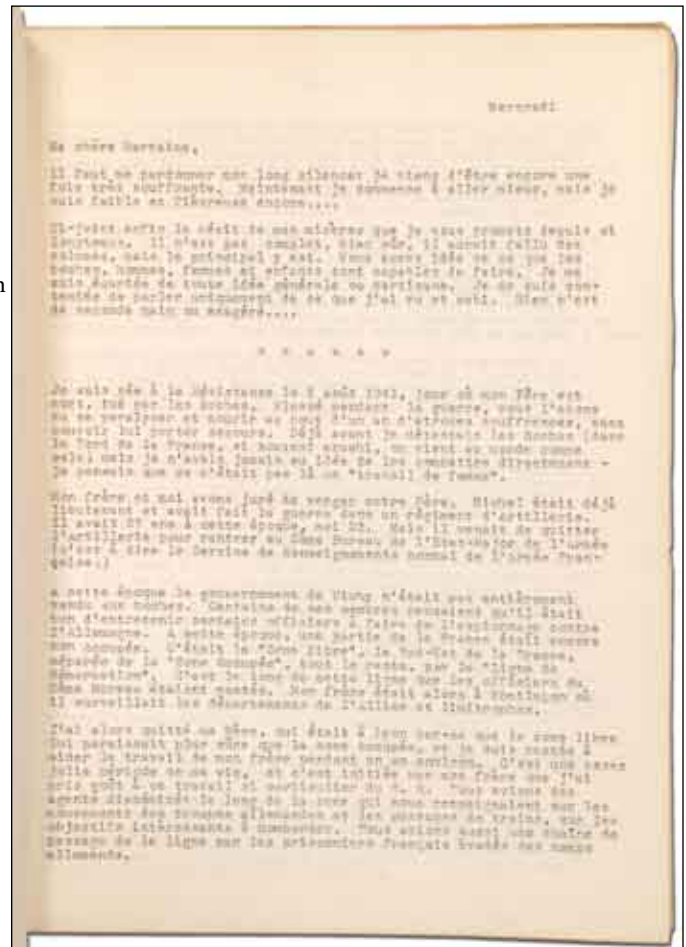 n
Mercredi
Ma chère Germaine,
Il faut me pardonner mon long silence: je viens d'être encore une
fois très souffrante. Maintenant je commence à aller mieux, mais je
suis faible et fiévreuse encore....
Ci-joint enfin le récit de mes misères que je vous promets depuis si
longtemps. Il n'est pas complet, bien sûr, il aurait fallu des
volumes, mais le principal y est. Vous aurez idée de ce que les
boches, hommes, femmes et enfants sont capables de faire. Je me
suis écartée de toute idée générale ou partisane. Je me suis con-
tentée de parler uniquement de ce que j'ai vu et senti. Rien n'est
de seconde main ou exagéré....
* * * * * *
Je suis née à la Résistance le 5 août 1941, jour où mon Père est
mort, tué par les boches. pendant la guerre, nous l'avons
vu se et mourir au bout d'un an d'atroces souffrances, sans
pouvoir lui porter secours. Déjà avant je détestais les boches (dans
le Nord de la France, on vient au monde comme
cela) mais je n'avais jamais eu idée de les combattre directement -
je pensais que ce n'était pas là un "travail de femme".
Mon frère et moi avons juré de venger notre Père. Michel était déjà
lieutenant et avait fait la guerre dans un régiment d'artillerie.
Il avait ans à cette époque, moi Mais il venait de quitter
l'artillerie pour rentrer au 2ème Bureau de l'Etat-Major de l'armée
(c'est à dire le Service de renseignements normal de l'armée fran-
çaise.)
A cette époque le gouvernement de Vichy n'était pas entièrement
vendu aux boches. Certains de ses membres pensaient qu'il était
bon d'entretenir certains officiers à faire de l'espionnage contre
l'Allemagne. A cette époque, une partie de la France était encore
non occupée. C'était la "Zone libre", le Sud-Est de la France,
séparée de la "Zone Occupée", tout le reste, par la "ligne de
démarcation". C'est le long de cette ligne que les officiers du
2ème Bureau étaient postés. Mon frère était alors à Montluçon où
il surveillait les départements de l'Allier et limitrophes.
J'ai alors quitté ma Mère, qui était à Lyon parce que la zone libre
lui paraissait plus sûre que la zone occupée, et je suis restée à
aider le travail de mon frère pendant un an environ. C'est une assez
jolie période de ma vie, et c'est initiée par mon frère que j'ai
pris goût à ce travail si particulier du S. R. Nous avions des
agents disséminés le long de la zone qui nous renseignaient sur les
mouvements des troupes allemandes et les passages de trains, sur les
objectifs intéressants à bombarder. Nous avions aussi une chaîne de
passage de la ligne par les prisonniers français évadés des camps
allemands.